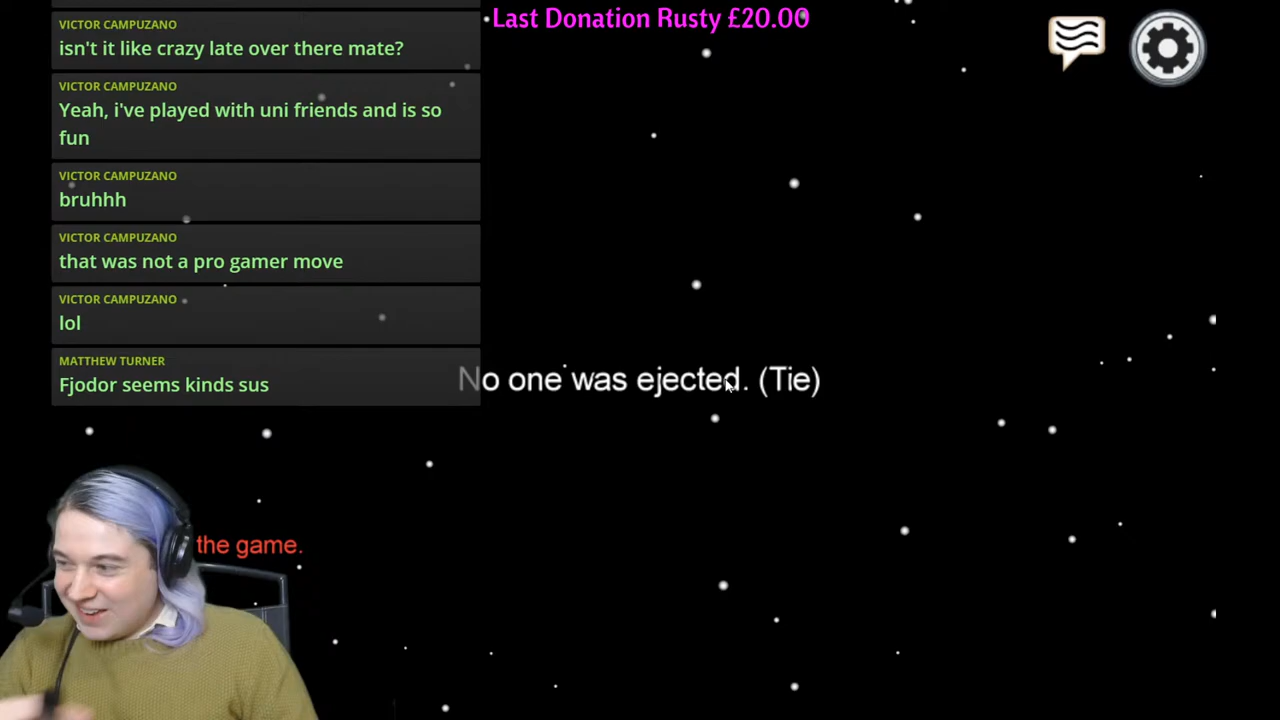 Last Donation Rusty £20.00
VICTOR CAMPUZANO
isn't it like crazy late over there mate?
VICTOR CAMPUZANO
Yeah, i've played with uni friends and is so
fun
VICTOR CAMPUZANO
bruhhh
VICTOR CAMPUZANO
that was not a pro gamer move
VICTOR CAMPUZANO
lol
MATTHEW TURNER
Fjodor seems kinds sus
No one was ejected. (Tie)
the game.